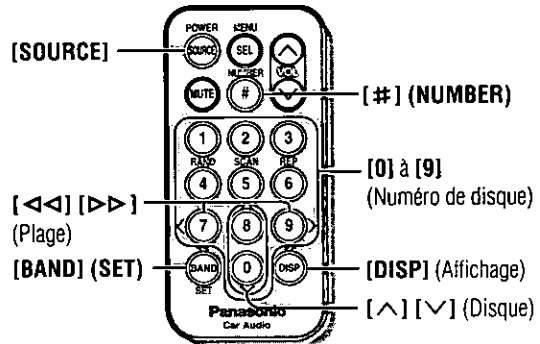 POWER MENU
[SOURCE] SOURCE SEL VOL
NUMBER
MUTE # [#] (NUMBER)
1 2 3
RAND SCAN REP
4 5 6 [0] à [9]
(Numéro de disque)
[◁◁] [▷▷]
(Plage)
< 7 8 9 >
[BAND] (SET) BAND 0 DISP [DISP] (Affichage)
SET
[∧] [∨] (Disque)
Panasonic
Car Audio